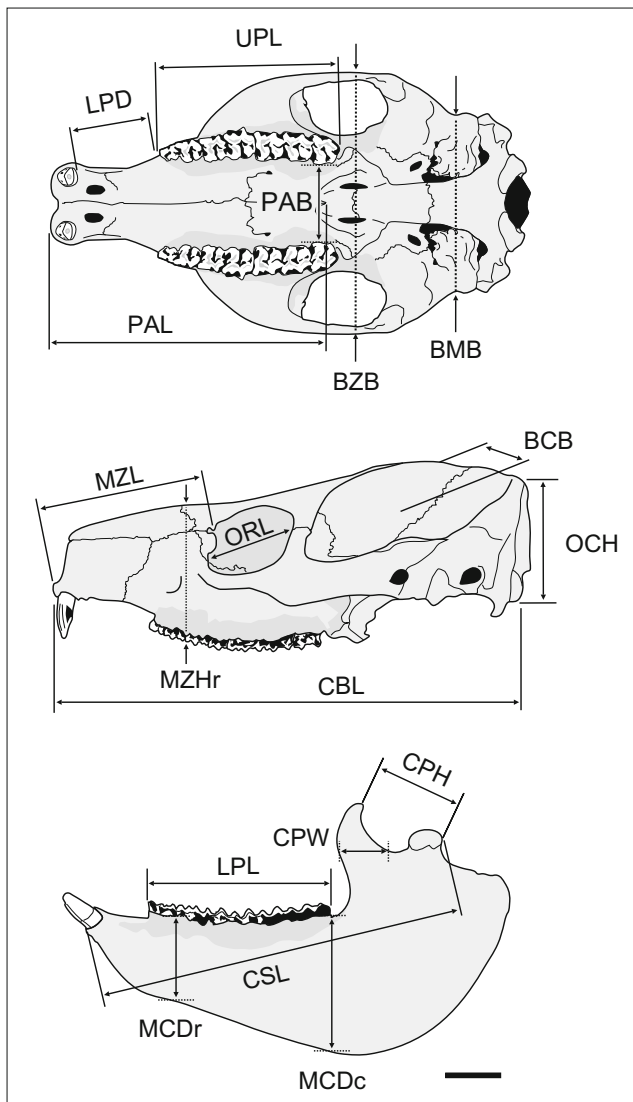 UPL
LPD
PAB
PAL
BMB
BZB
BCB
MZL
ORL
OCH
MZHr
CBL
CPH
CPW
LPL
CSL
MCDr
MCDc